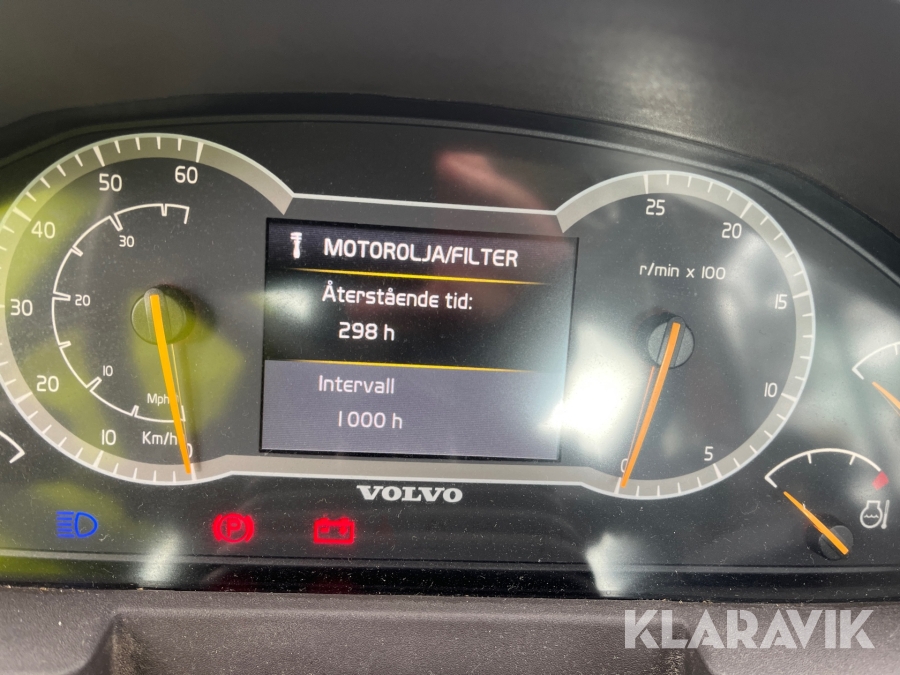 60
50
40
30
20
10
30
20
10
Mph
Km/h
0
MOTOROLJA/FILTER
Återstående tid:
298 h
Intervall
1000 h
25
20
r/min x 100
15
10
5
0
VOLVO
P
KLARAVIK